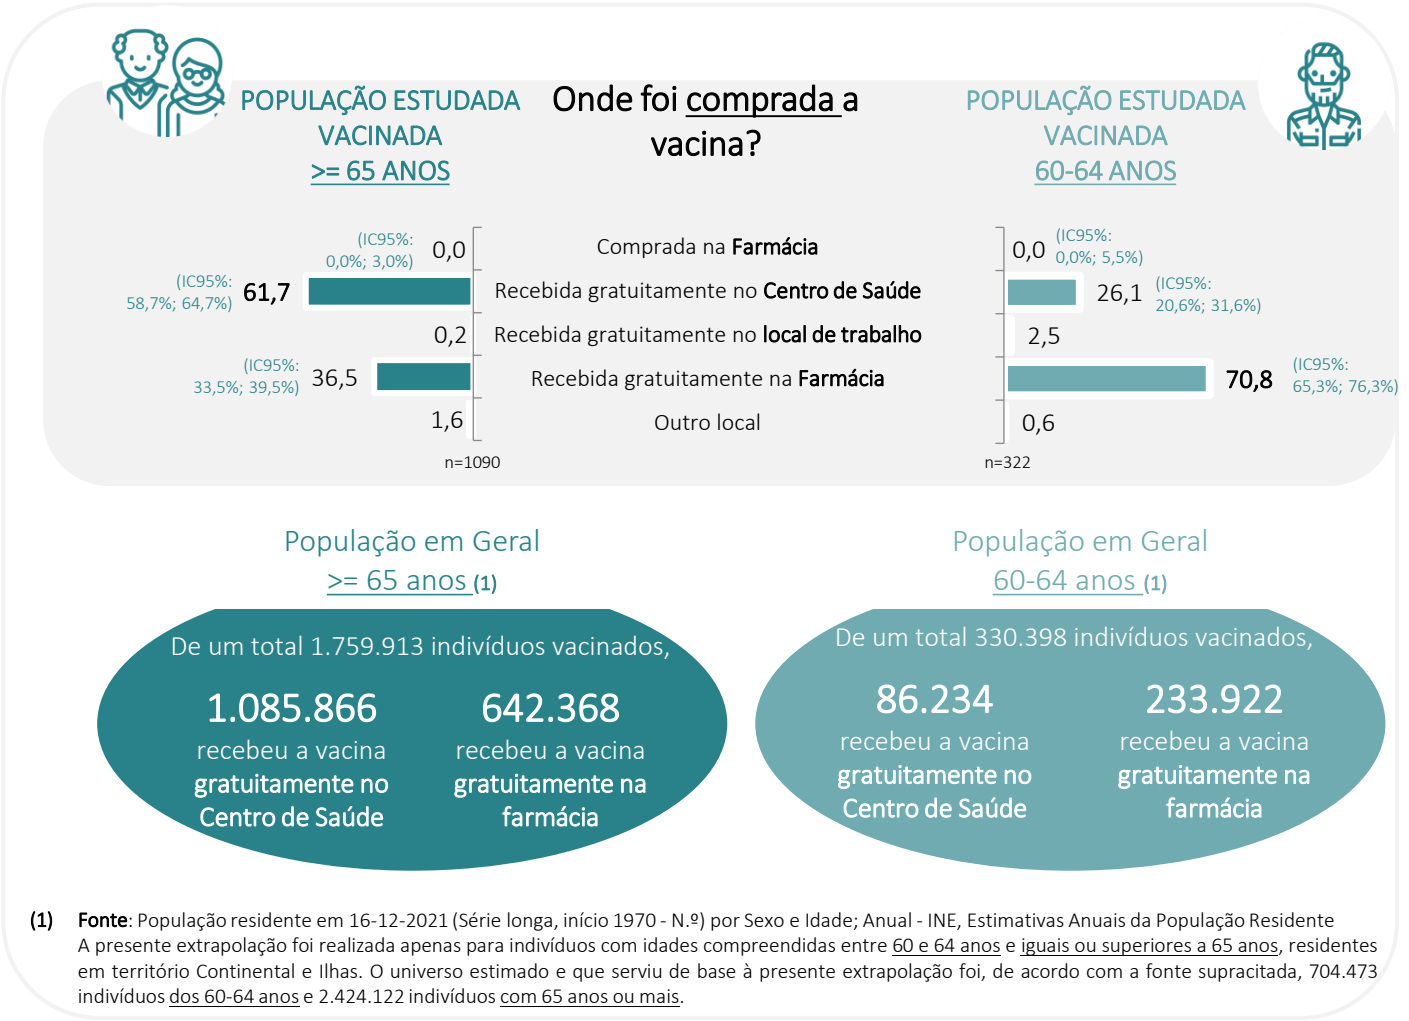 POPULAÇÃO ESTUDADA
VACINADA
>= 65 ANOS
Onde foi comprada a
vacina?
POPULAÇÃO ESTUDADA
VACINADA
60-64 ANOS
(IC95%:
0,0%; 3,0%)
0,0
Comprada na Farmácia
0,0
(IC95%:
0,0%; 5,5%)
(IC95%:
58,7%; 64,7%)
61,7
Recebida gratuitamente no Centro de Saúde
26,1
(IC95%:
20,6%; 31,6%)
0,2
Recebida gratuitamente no local de trabalho
2,5
(IC95%:
33,5%; 39,5%)
36,5
Recebida gratuitamente na Farmácia
70,8
(IC95%:
65,3%; 76,3%)
1,6
Outro local
0,6
n=1090
n=322
População em Geral
>= 65 anos (1)
De um total 1.759.913 indivíduos vacinados,
1.085.866
recebeu a vacina
gratuitamente no
Centro de Saúde
642.368
recebeu a vacina
gratuitamente na
farmácia
População em Geral
60-64 anos (1)
De um total 330.398 indivíduos vacinados,
86.234
recebeu a vacina
gratuitamente no
Centro de Saúde
233.922
recebeu a vacina
gratuitamente na
farmácia
(1) Fonte: População residente em 16-12-2021 (Série longa, início 1970 - N.º) por Sexo e Idade; Anual - INE, Estimativas Anuais da População Residente
A presente extrapolação foi realizada apenas para indivíduos com idades compreendidas entre 60 e 64 anos e iguais ou superiores a 65 anos, residentes
em território Continental e Ilhas. O universo estimado e que serviu de base à presente extrapolação foi, de acordo com a fonte supracitada, 704.473
indivíduos dos 60-64 anos e 2.424.122 indivíduos com 65 anos ou mais.